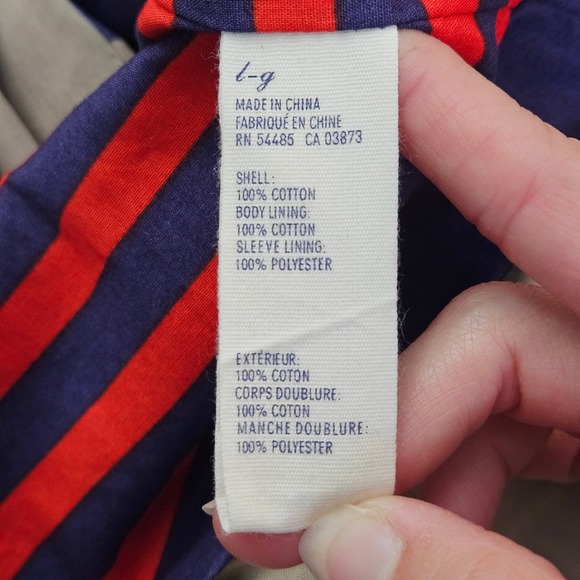 l-g
MADE IN CHINA
FABRIQUÉ EN CHINE
RN 54485 CA 03873
SHELL:
100% COTTON
BODY LINING:
100% COTTON
SLEEVE LINING:
100% POLYESTER
EXTÉRIEUR:
100% COTON
CORPS DOUBLURE:
100% COTON
MANCHE DOUBLURE:
100% POLYESTER